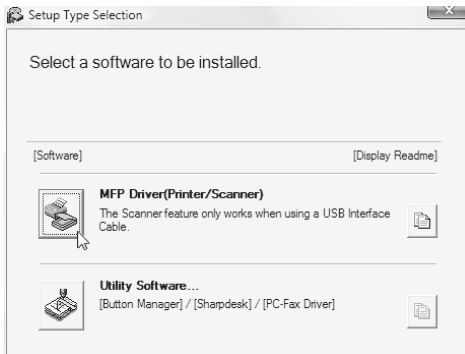 Setup Type Selection
Select a software to be installed.
[Software] [Display Readme]
MFP Driver(Printer/Scanner)
The Scanner feature only works when using a USB Interface
Cable.
Utility Software...
[Button Manager] / [Sharpdesk] / [PC-Fax Driver]